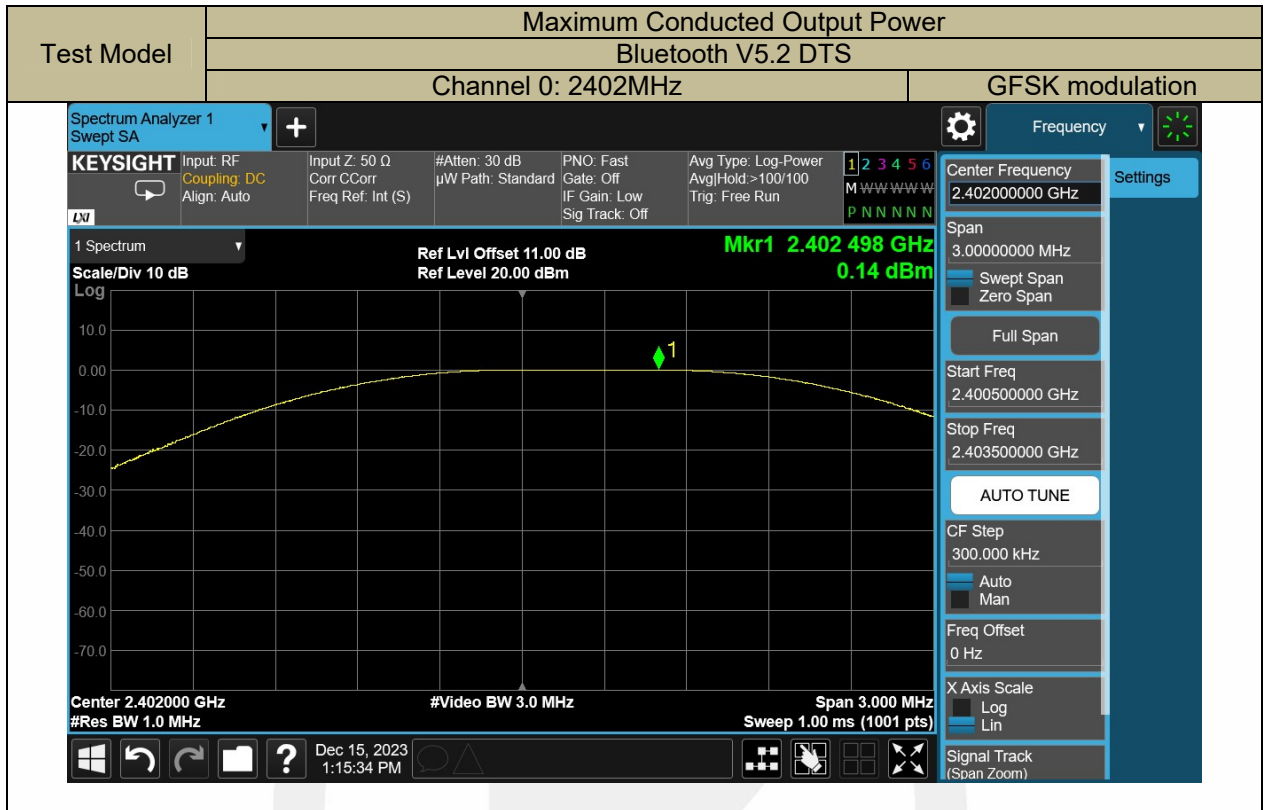 Test Model
Maximum Conducted Output Power
Bluetooth V5.2 DTS
Channel 0: 2402MHz
GFSK modulation
Spectrum Analyzer 1
Swept SA
Frequency
KEYSIGHT
LXI
Input: RF
Coupling: DC
Align: Auto
Input Z: 50 Ω
Corr CCorr
Freq Ref: Int (S)
#Atten: 30 dB
µW Path: Standard
PNO: Fast
Gate: Off
IF Gain: Low
Sig Track: Off
Avg Type: Log-Power
Avg|Hold:>100/100
Trig: Free Run
1 2 3 4 5 6
M W W W W W
P N N N N N
1 Spectrum
Scale/Div 10 dB
Log
Ref Lvl Offset 11.00 dB
Ref Level 20.00 dBm
Mkr1 2.402 498 GHz
0.14 dBm
1
10.0
0.00
-10.0
-20.0
-30.0
-40.0
-50.0
-60.0
-70.0
Center 2.402000 GHz
#Video BW 3.0 MHz
Span 3.000 MHz
#Res BW 1.0 MHz
Sweep 1.00 ms (1001 pts)
?
Dec 15, 2023
1:15:34 PM
Center Frequency
2.402000000 GHz
Settings
Span
3.00000000 MHz
Swept Span
Zero Span
Full Span
Start Freq
2.400500000 GHz
Stop Freq
2.403500000 GHz
AUTO TUNE
CF Step
300.000 kHz
Auto
Man
Freq Offset
0 Hz
X Axis Scale
Log
Lin
Signal Track
(Span Zoom)